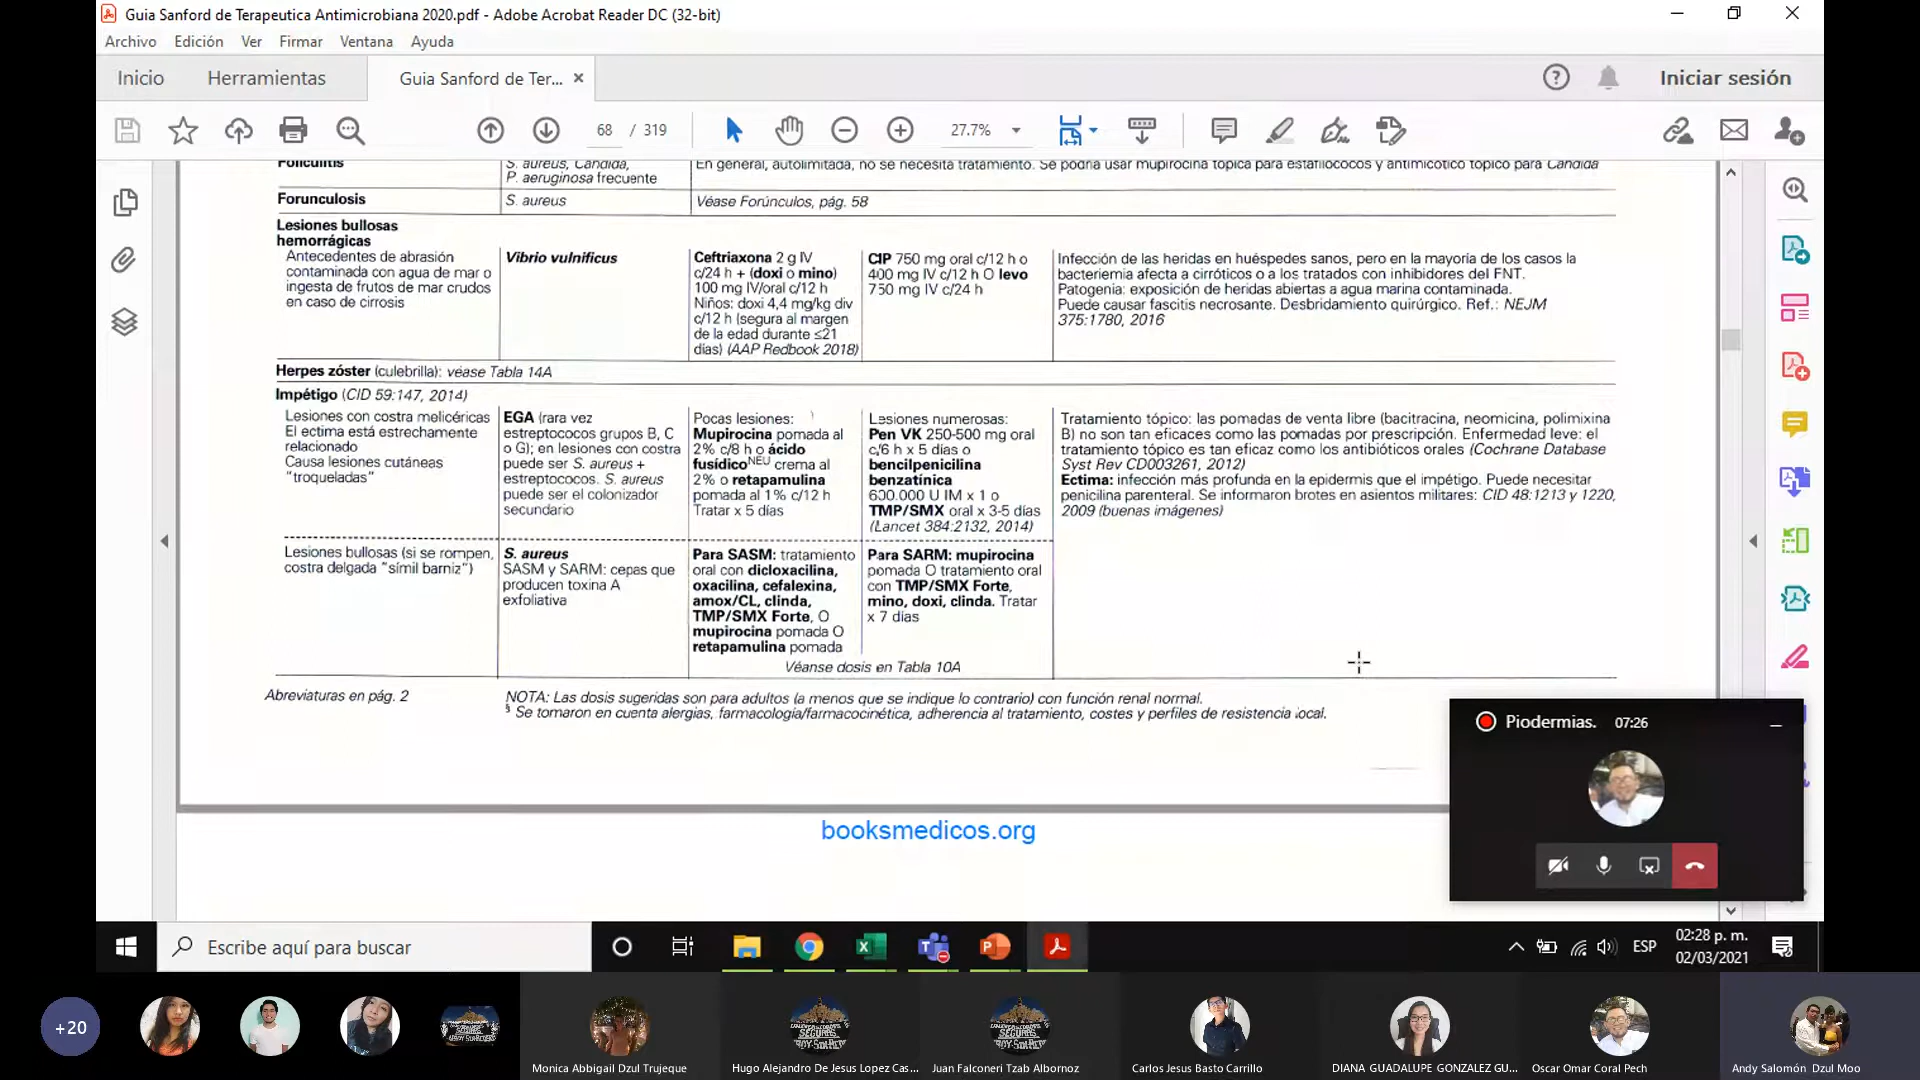 Guia Sanford de Terapeutica Antimicrobiana 2020.pdf - Adobe Acrobat Reader DC (32-bit)
Archivo Edición Ver Firmar Ventana Ayuda
Inicio Herramientas Guia Sanford de Ter... Iniciar sesión
68 / 319 27.7%
Foliculitis
S. aureus, Candida,
P. aeruginosa frecuente
En general, autolimitada, no se necesita tratamiento. Se podría usar mupirocina tópica para estafilococos y antimicótico tópico para Candida
Forunculosis
S. aureus
Véase Forúnculos, pág. 58
Lesiones bullosas
hemorrágicas
Antecedentes de abrasión
contaminada con agua de mar o
ingesta de frutos de mar crudos
en caso de cirrosis
Vibrio vulnificus
Ceftriaxona 2 g IV
c/24 h + (doxi o mino)
100 mg IV/oral c/12 h
Niños: doxi 4,4 mg/kg div
c/12 h (segura al margen
de la edad durante ≤21
días) (AAP Redbook 2018)
CIP 750 mg oral c/12 h o
400 mg IV c/12 h O levo
750 mg IV c/24 h
Infección de las heridas en huéspedes sanos, pero en la mayoría de los casos la
bacteriemia afecta a cirróticos o a los tratados con inhibidores del FNT.
Patogenia: exposición de heridas abiertas a agua marina contaminada.
Puede causar fascitis necrosante. Desbridamiento quirúrgico. Ref.: NEJM
375:1780, 2016
Herpes zóster (culebrilla): véase Tabla 14A
Impétigo (CID 59:147, 2014)
Lesiones con costra melicéricas
El ectima está estrechamente
relacionado
Causa lesiones cutáneas
“troqueladas”
EGA (rara vez
estreptococos grupos B, C
o G); en lesiones con costra
puede ser S. aureus +
estreptococos. S. aureus
puede ser el colonizador
secundario
Pocas lesiones:
Mupirocina pomada al
2% c/8 h o ácido
fusídicoNEU crema al
2% o retapamulina
pomada al 1% c/12 h
Tratar x 5 días
Lesiones numerosas:
Pen VK 250-500 mg oral
c/6 h x 5 días o
bencilpenicilina
benzatínica
600.000 U IM x 1 o
TMP/SMX oral x 3-5 días
(Lancet 384:2132, 2014)
Tratamiento tópico: las pomadas de venta libre (bacitracina, neomicina, polimixina
B) no son tan eficaces como las pomadas por prescripción. Enfermedad leve: el
tratamiento tópico es tan eficaz como los antibióticos orales (Cochrane Database
Syst Rev CD003261, 2012)
Ectima: infección más profunda en la epidermis que el impétigo. Puede necesitar
penicilina parenteral. Se informaron brotes en asientos militares: CID 48:1213 y 1220,
2009 (buenas imágenes)
Lesiones bullosas (si se rompen,
costra delgada “símil barniz”)
S. aureus
SASM y SARM: cepas que
producen toxina A
exfoliativa
Para SASM: tratamiento
oral con dicloxacilina,
oxacilina, cefalexina,
amox/CL, clinda,
TMP/SMX Forte, O
mupirocina pomada O
retapamulina pomada
Para SARM: mupirocina
pomada O tratamiento oral
con TMP/SMX Forte,
mino, doxi, clinda. Tratar
x 7 días
Véanse dosis en Tabla 10A
Abreviaturas en pág. 2
NOTA: Las dosis sugeridas son para adultos (a menos que se indique lo contrario) con función renal normal.
§ Se tomaron en cuenta alergias, farmacología/farmacocinética, adherencia al tratamiento, costes y perfiles de resistencia local.
booksmedicos.org
Piodermias. 07:26
Escribe aquí para buscar
ESP
02:28 p. m.
02/03/2021
+20
Monica Abbigail Dzul Trujeque
Hugo Alejandro De Jesus Lopez Cas...
Juan Falconeri Tzab Albornoz
Carlos Jesus Basto Carrillo
DIANA GUADALUPE GONZALEZ GU...
Oscar Omar Coral Pech
Andy Salomón Dzul Moo